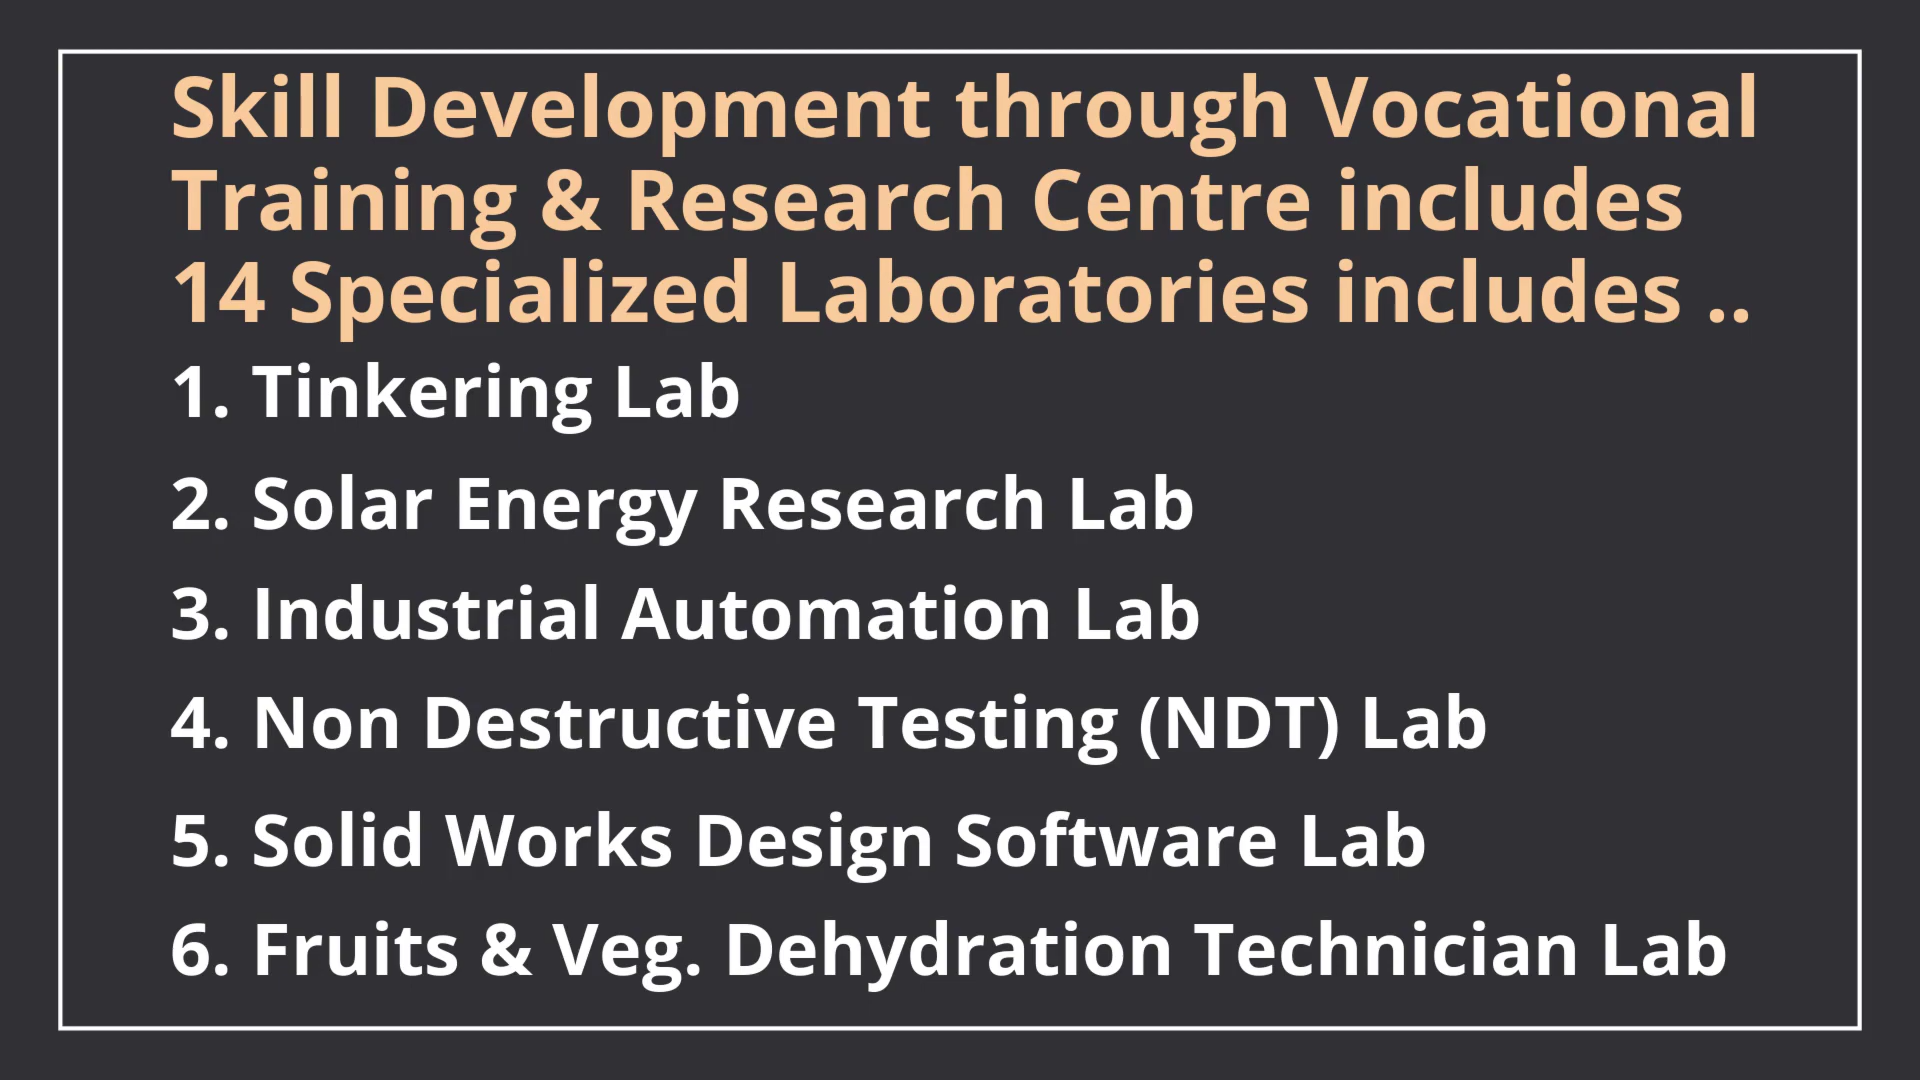 Skill Development through Vocational
Training & Research Centre includes
14 Specialized Laboratories includes ..
1. Tinkering Lab
2. Solar Energy Research Lab
3. Industrial Automation Lab
4. Non Destructive Testing (NDT) Lab
5. Solid Works Design Software Lab
6. Fruits & Veg. Dehydration Technician Lab